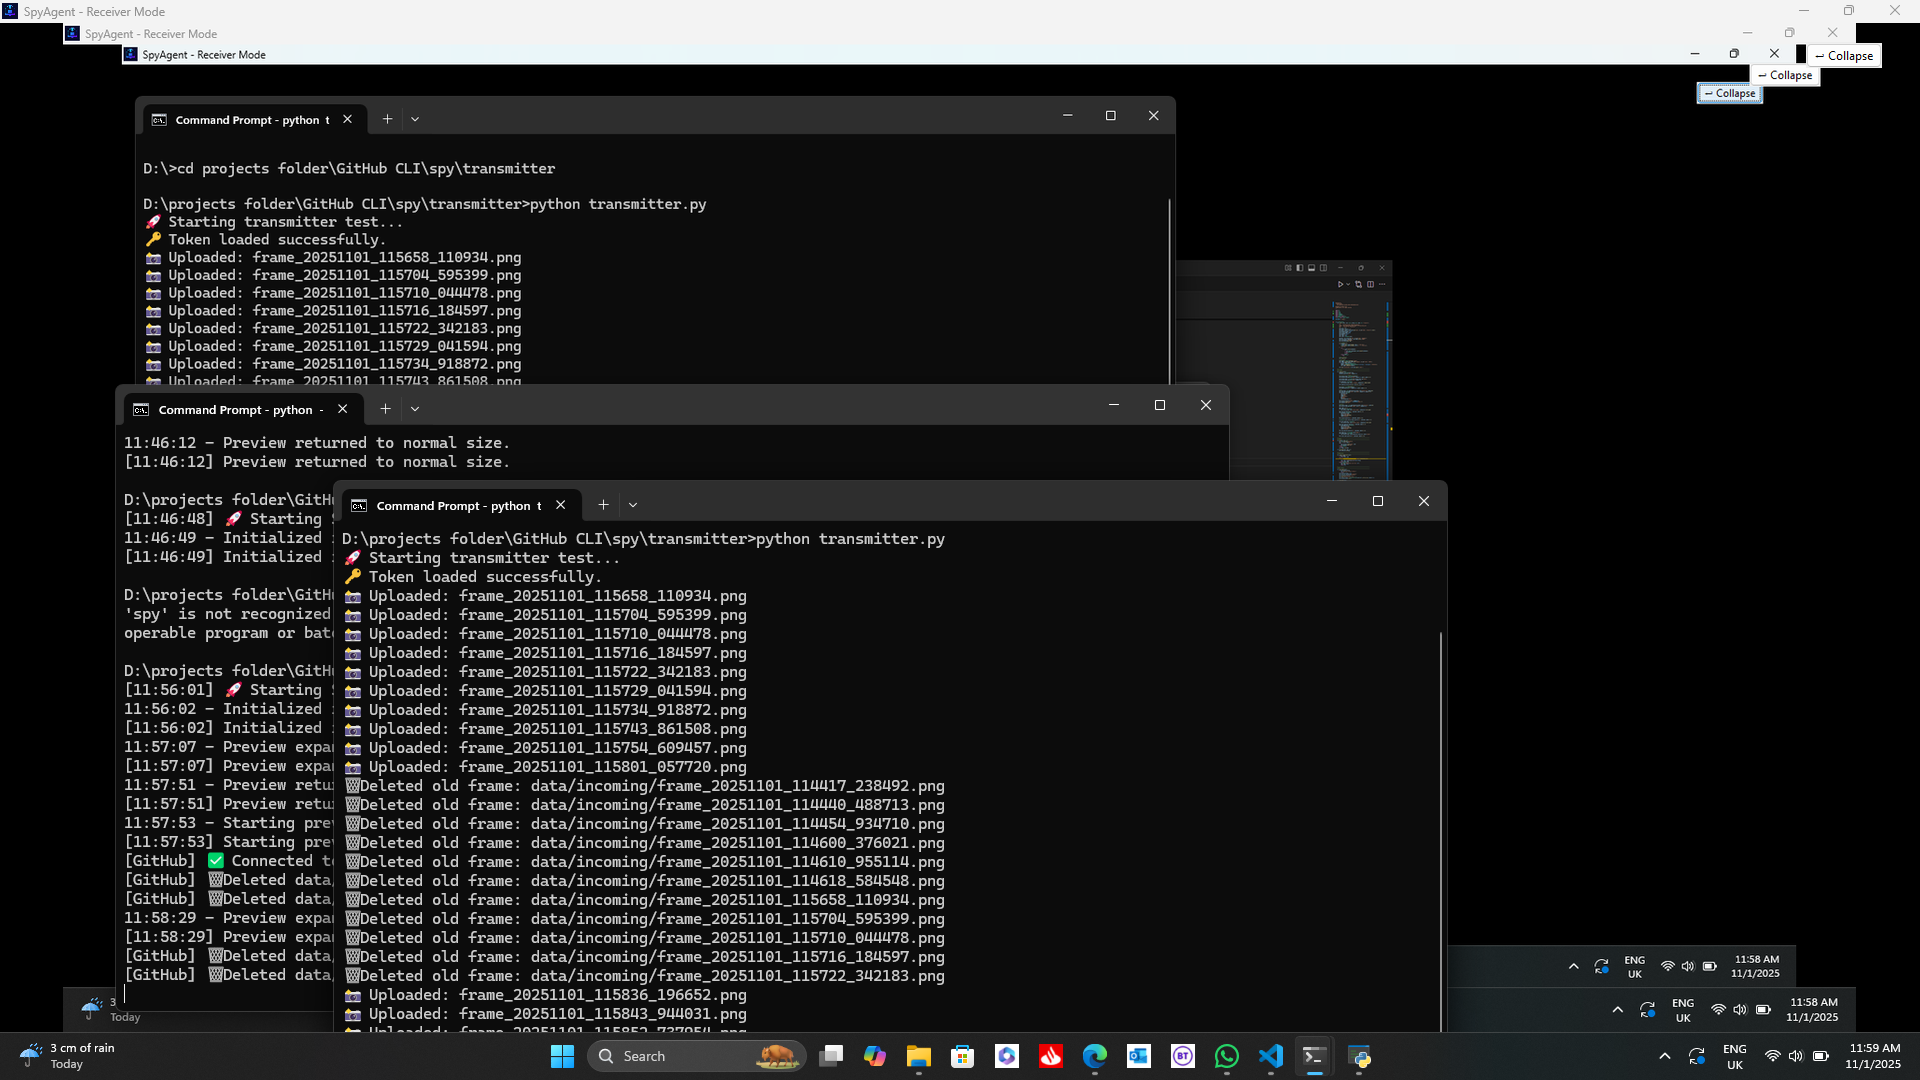 SpyAgent - Receiver Mode
SpyAgent - Receiver Mode
SpyAgent - Receiver Mode
Collapse
Collapse
Collapse
Command Prompt - python t
D:\>cd projects folder\GitHub CLI\spy\transmitter
D:\projects folder\GitHub CLI\spy\transmitter>python transmitter.py
🚀 Starting transmitter test...
🔑 Token loaded successfully.
📸 Uploaded: frame_20251101_115658_110934.png
📸 Uploaded: frame_20251101_115704_595399.png
📸 Uploaded: frame_20251101_115710_044478.png
📸 Uploaded: frame_20251101_115716_184597.png
📸 Uploaded: frame_20251101_115722_342183.png
📸 Uploaded: frame_20251101_115729_041594.png
📸 Uploaded: frame_20251101_115734_918872.png
📸 Uploaded: frame_20251101_115743_861508.png
Command Prompt - python -
11:46:12 - Preview returned to normal size.
[11:46:12] Preview returned to normal size.
D:\projects folder\GitH
[11:46:48] 🚀 Starting
11:46:49 - Initialized
[11:46:49] Initialized
D:\projects folder\GitH
'spy' is not recognized
operable program or bat
D:\projects folder\GitH
[11:56:01] 🚀 Starting
11:56:02 - Initialized
[11:56:02] Initialized
11:57:07 - Preview expa
[11:57:07] Preview expa
11:57:51 - Preview retu
[11:57:51] Preview retu
11:57:53 - Starting pre
[11:57:53] Starting pre
[GitHub] ✅ Connected t
[GitHub] 🗑Deleted data
[GitHub] 🗑Deleted data
11:58:29 - Preview expa
[11:58:29] Preview expa
[GitHub] 🗑Deleted data
[GitHub] 🗑Deleted data
Command Prompt - python t
D:\projects folder\GitHub CLI\spy\transmitter>python transmitter.py
🚀 Starting transmitter test...
🔑 Token loaded successfully.
📸 Uploaded: frame_20251101_115658_110934.png
📸 Uploaded: frame_20251101_115704_595399.png
📸 Uploaded: frame_20251101_115710_044478.png
📸 Uploaded: frame_20251101_115716_184597.png
📸 Uploaded: frame_20251101_115722_342183.png
📸 Uploaded: frame_20251101_115729_041594.png
📸 Uploaded: frame_20251101_115734_918872.png
📸 Uploaded: frame_20251101_115743_861508.png
📸 Uploaded: frame_20251101_115754_609457.png
📸 Uploaded: frame_20251101_115801_057720.png
🗑Deleted old frame: data/incoming/frame_20251101_114417_238492.png
🗑Deleted old frame: data/incoming/frame_20251101_114440_488713.png
🗑Deleted old frame: data/incoming/frame_20251101_114454_934710.png
🗑Deleted old frame: data/incoming/frame_20251101_114600_376021.png
🗑Deleted old frame: data/incoming/frame_20251101_114610_955114.png
🗑Deleted old frame: data/incoming/frame_20251101_114618_584548.png
🗑Deleted old frame: data/incoming/frame_20251101_115658_110934.png
🗑Deleted old frame: data/incoming/frame_20251101_115704_595399.png
🗑Deleted old frame: data/incoming/frame_20251101_115710_044478.png
🗑Deleted old frame: data/incoming/frame_20251101_115716_184597.png
🗑Deleted old frame: data/incoming/frame_20251101_115722_342183.png
📸 Uploaded: frame_20251101_115836_196652.png
📸 Uploaded: frame_20251101_115843_944031.png
📸 Uploaded: frame_20251101_115852_737954.png
ENG
UK
11:58 AM
11/1/2025
3
Today
ENG
UK
11:58 AM
11/1/2025
3 cm of rain
Today
Search
BT
ENG
UK
11:59 AM
11/1/2025